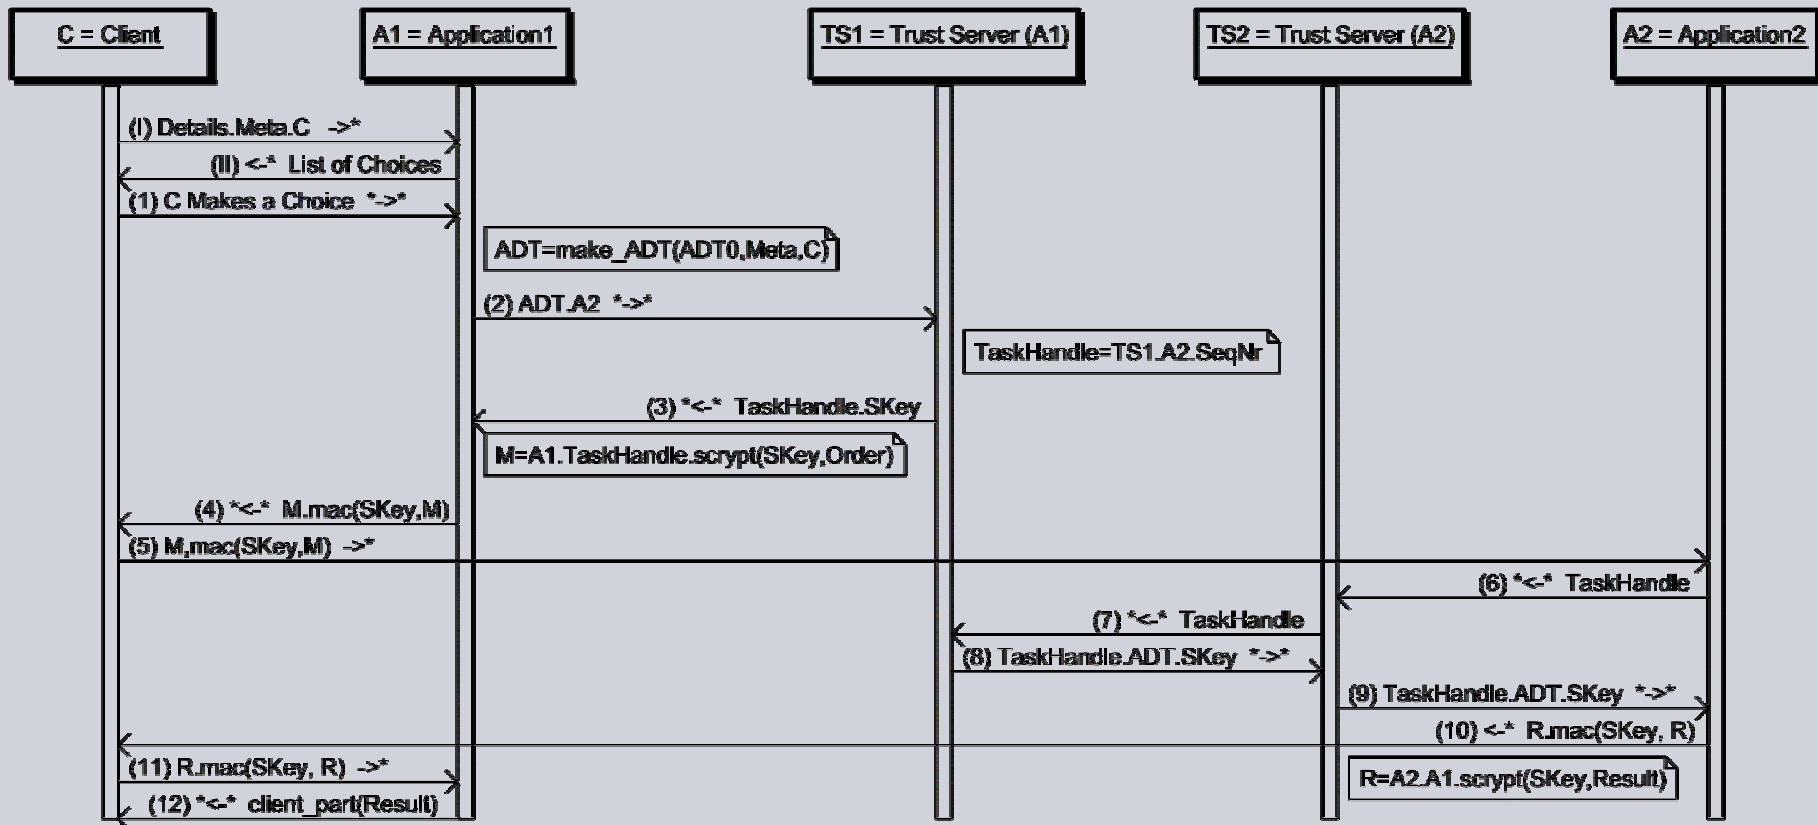 C = Client
A1 = Application1
TS1 = Trust Server (A1)
TS2 = Trust Server (A2)
A2 = Application2
(I) Details.Meta.C ->*
(II) <-* List of Choices
(1) C Makes a Choice *->*
ADT=make_ADT(ADT0,Meta,C)
(2) ADT.A2 *->*
TaskHandle=TS1.A2.SeqNr
(3) *<-* TaskHandle.SKey
M=A1.TaskHandle.scrypt(SKey,Order)
(4) *<-* M.mac(SKey,M)
(5) M,mac(SKey,M) ->*
(6) *<-* TaskHandle
(7) *<-* TaskHandle
(8) TaskHandle.ADT.SKey *->*
(9) TaskHandle.ADT.SKey *->*
(10) <-* R.mac(SKey, R)
(11) R.mac(SKey, R) ->*
R=A2.A1.scrypt(SKey,Result)
(12) *<-* client_part(Result)